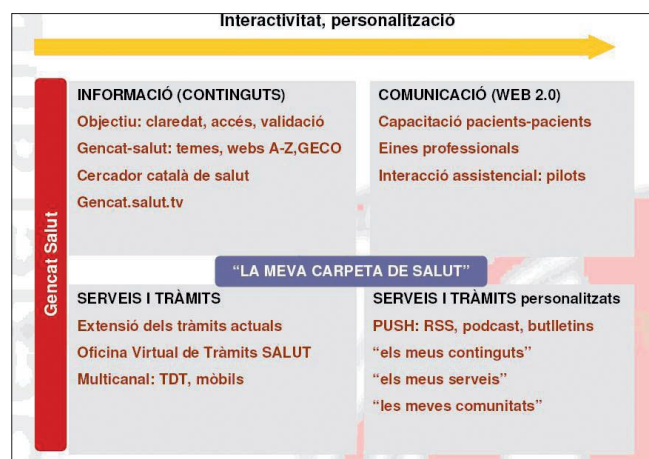 Interactivitat, personalització
Gencat Salut
INFORMACIÓ (CONTINGUTS)
Objectiu: claredat, accés, validació
Gencat-salut: temes, webs A-Z,GECO
Cercador català de salut
Gencat.salut.tv
COMUNICACIÓ (WEB 2.0)
Capacitació pacients-pacients
Eines professionals
Interacció assistencial: pilots
“LA MEVA CARPETA DE SALUT”
SERVEIS I TRÀMITS
Extensió dels tràmits actuals
Oficina Virtual de Tràmits SALUT
Multicanal: TDT, mòbils
SERVEIS I TRÀMITS personalitzats
PUSH: RSS, podcast, butlletins
“els meus continguts”
“els meus serveis”
“les meves comunitats”